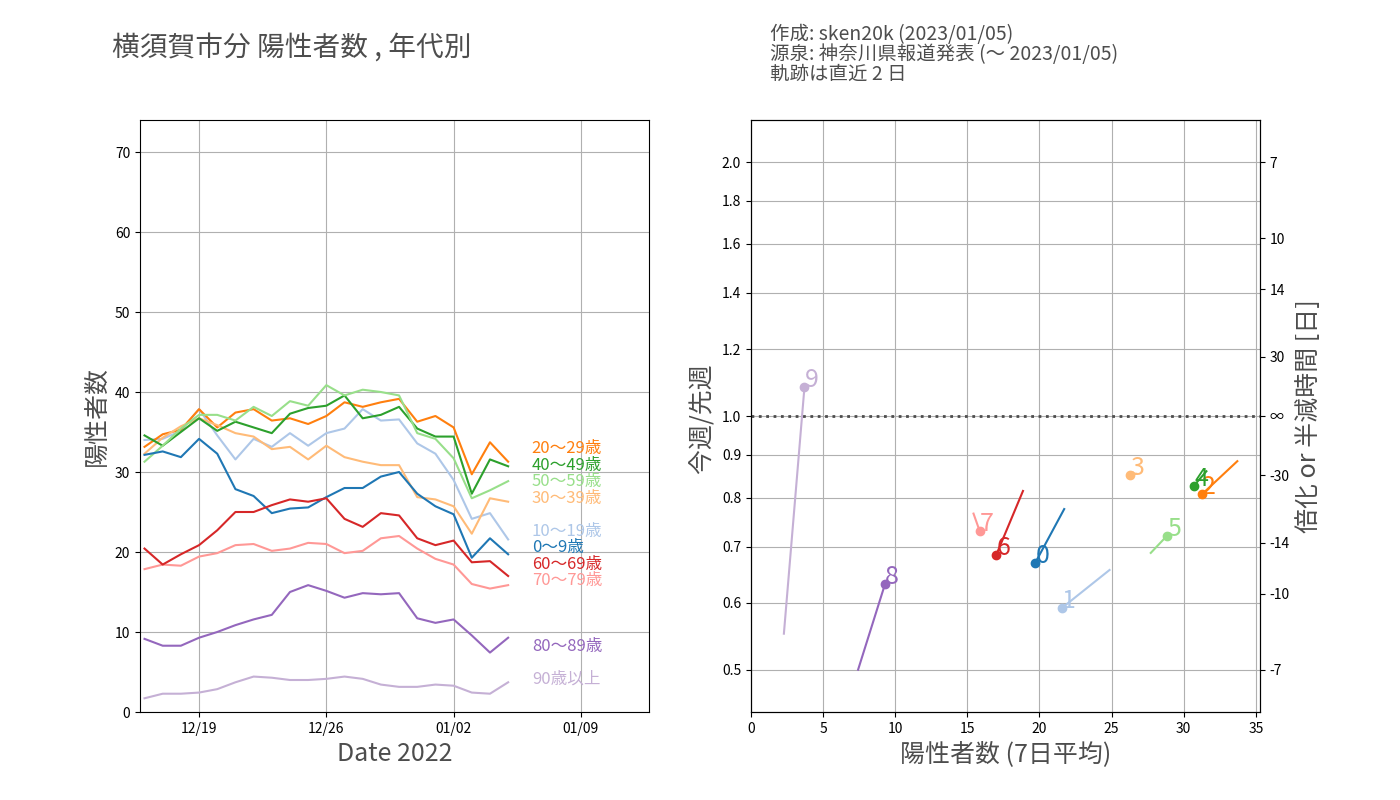 横須賀市分 陽性者数 , 年代別
作成: sken20k (2023/01/05)
源泉: 神奈川県報道発表 (～ 2023/01/05)
軌跡は直近 2 日
陽性者数
70
60
50
40
30
20
10
0
20～29歳
40～49歳
50～59歳
30～39歳
10～19歳
0～9歳
60～69歳
70～79歳
80～89歳
90歳以上
12/19
12/26
01/02
01/09
Date 2022
今週/先週
2.0
1.8
1.6
1.4
1.2
1.0
0.9
0.8
0.7
0.6
0.5
9
3
4
2
7
5
6
0
8
1
7
10
14
30
∞
-30
-14
-10
-7
倍化 or 半減時間 [日]
0
5
10
15
20
25
30
35
陽性者数 (7日平均)